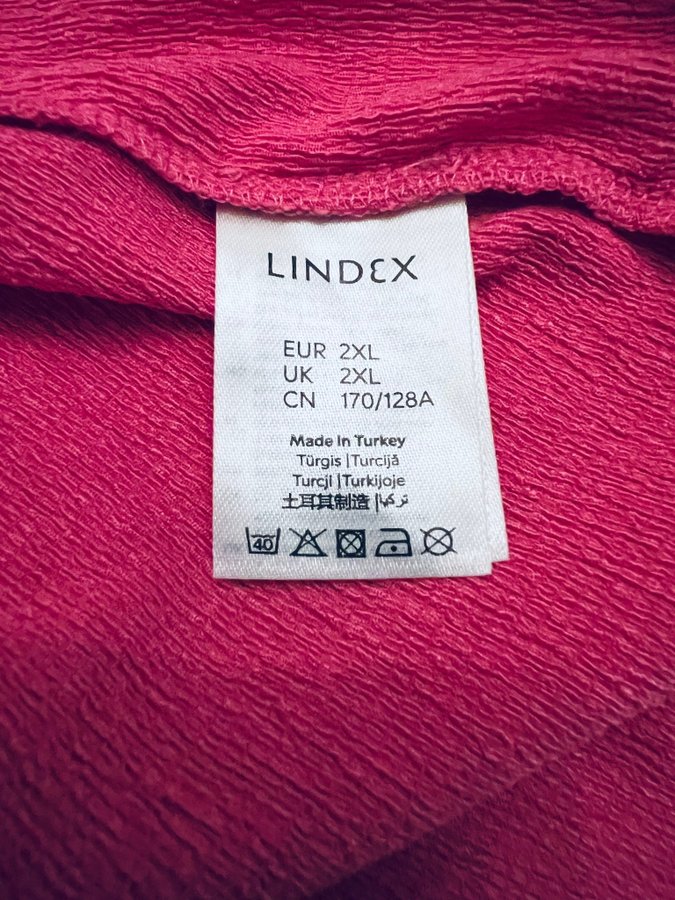 LINDEX
EUR 2XL
UK 2XL
CN 170/128A
Made in Turkey
Türgis |Turcijă
Turcji |Turkijoje
土耳其制造 |تركيا
40